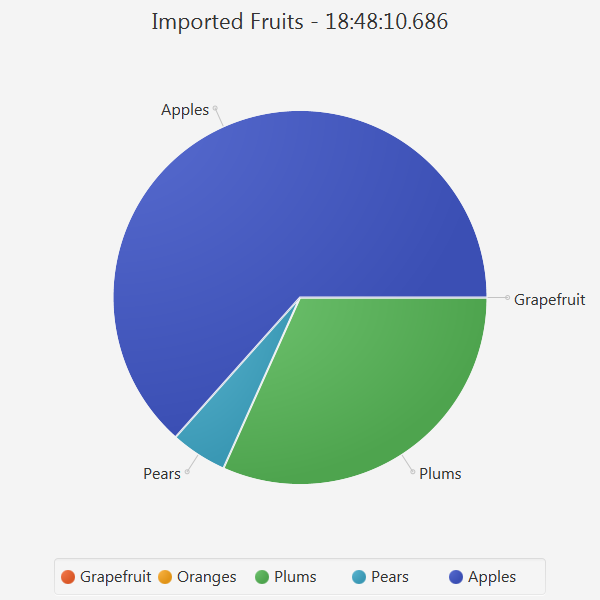 Imported Fruits - 18:48:10.686
Apples
Grapefruit
Pears
Plums
Grapefruit Oranges Plums Pears Apples